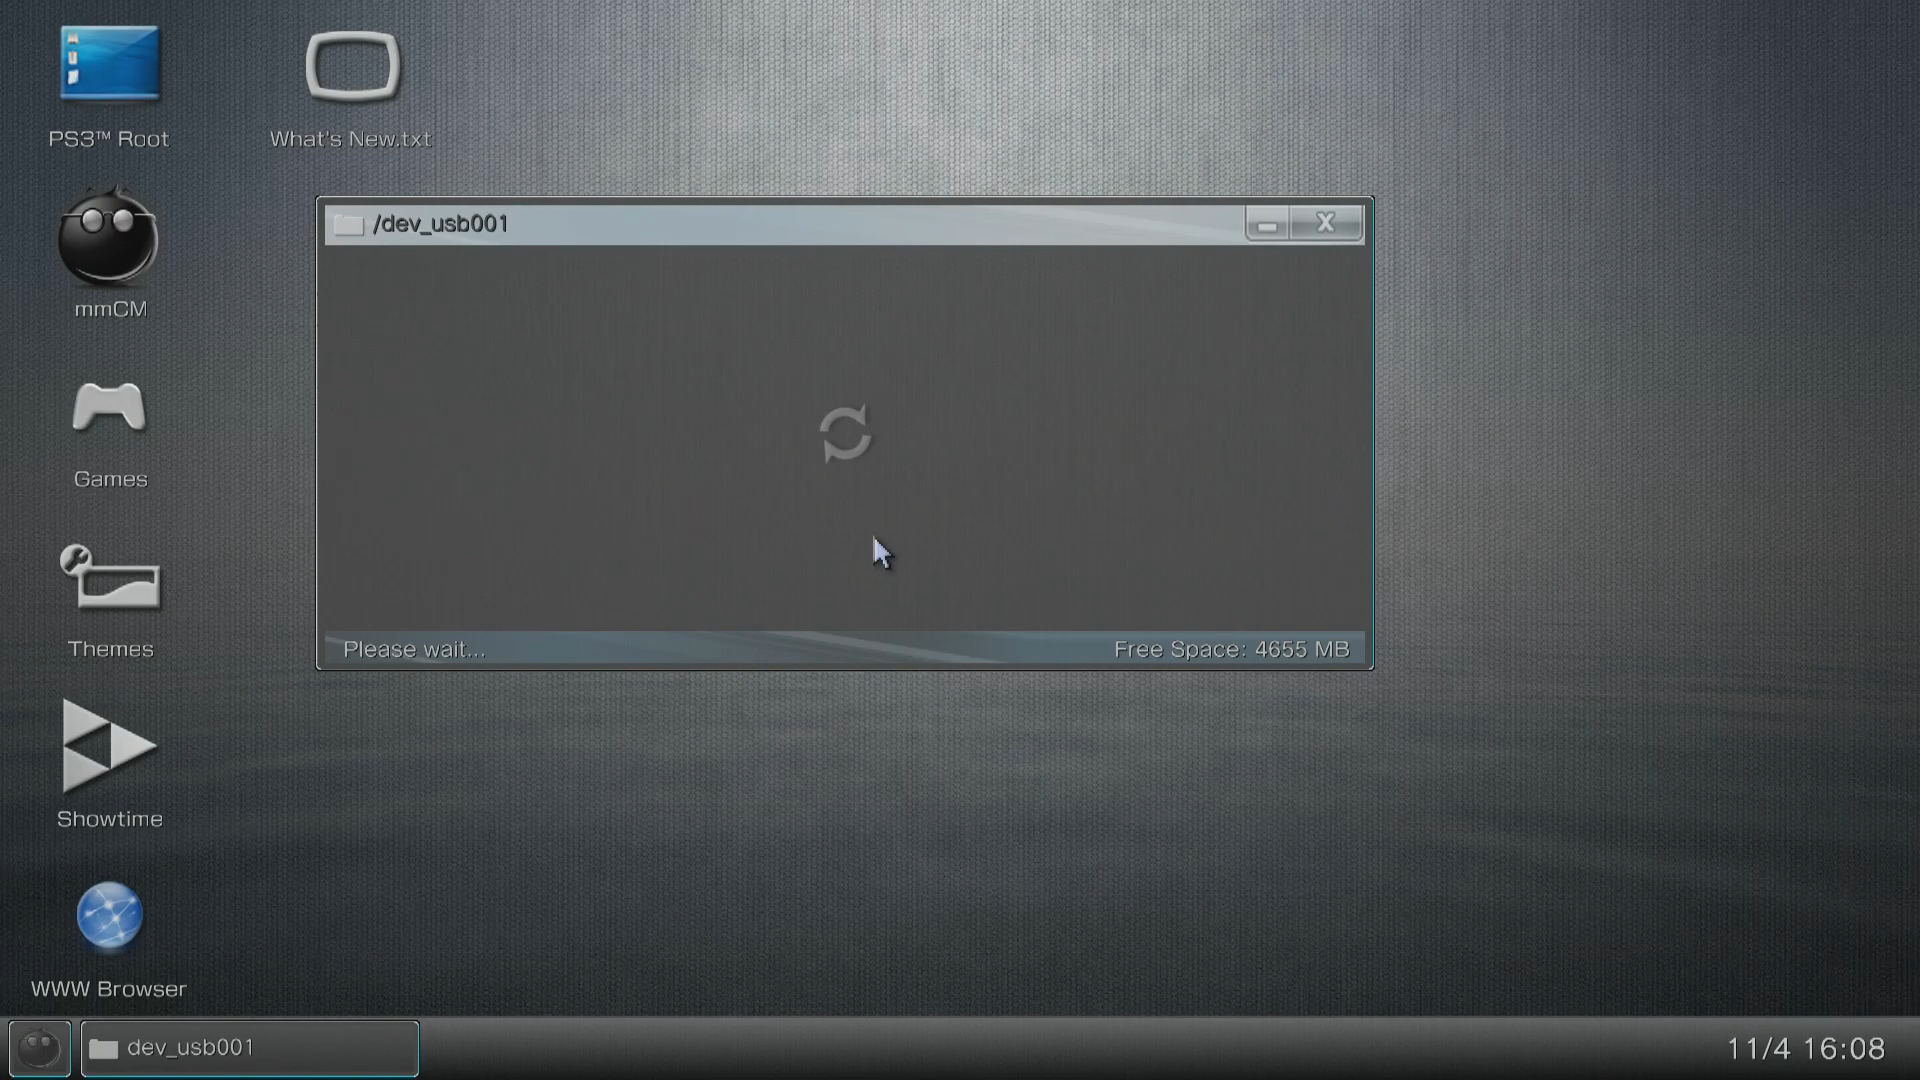 PS3™ Root
What's New.txt
/dev_usb001
X
mmCM
Games
Themes
Please wait...
Free Space: 4655 MB
Showtime
WWW Browser
dev_usb001
11/4 16:08